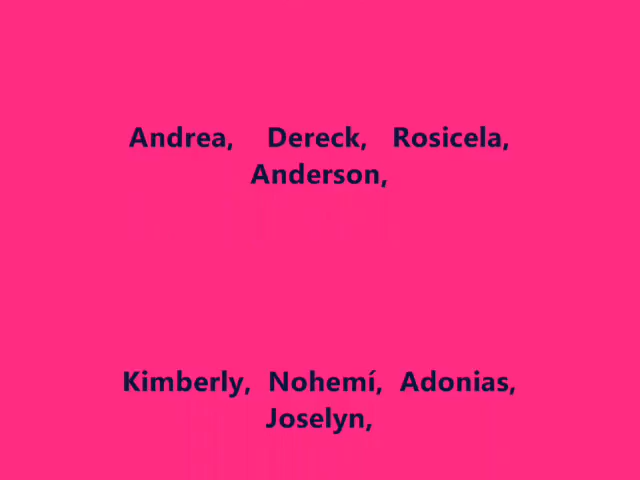 Andrea, Dereck, Rosicela,
Anderson,
Kimberly, Nohemí, Adonias,
Joselyn,